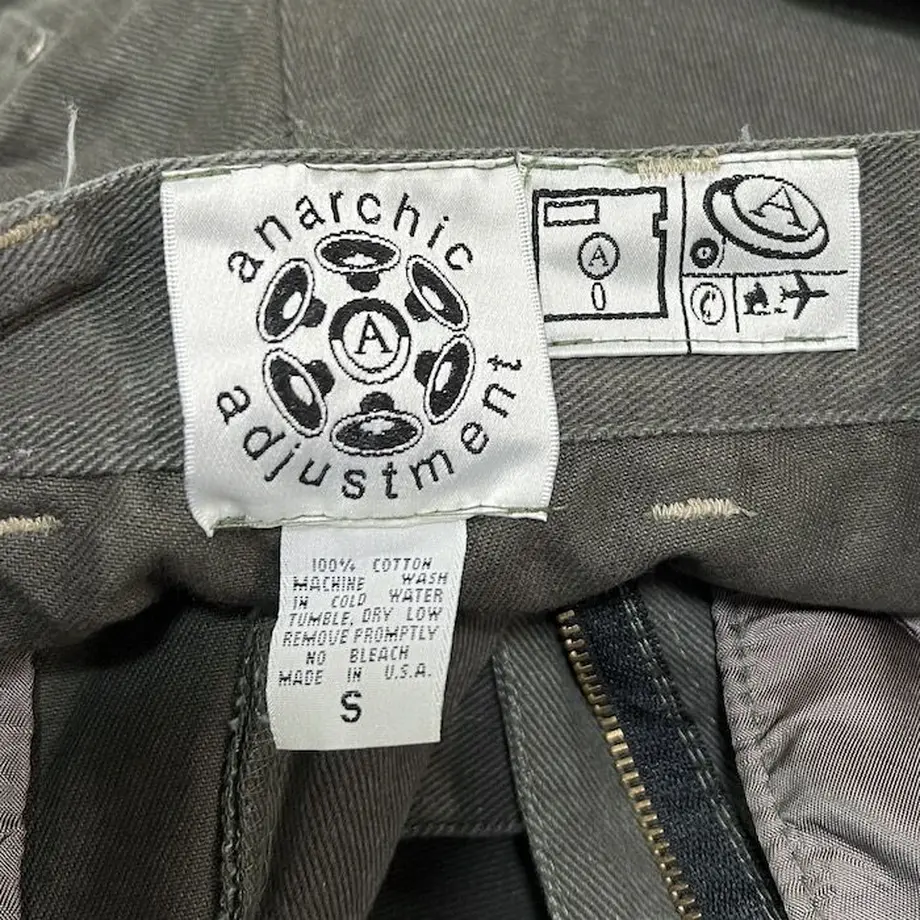 anarchic
A
adjustment
A
A
100% COTTON
MACHINE WASH
IN COLD WATER
TUMBLE, DRY LOW
REMOVE PROMPTLY
NO BLEACH
MADE IN U.S.A.
S